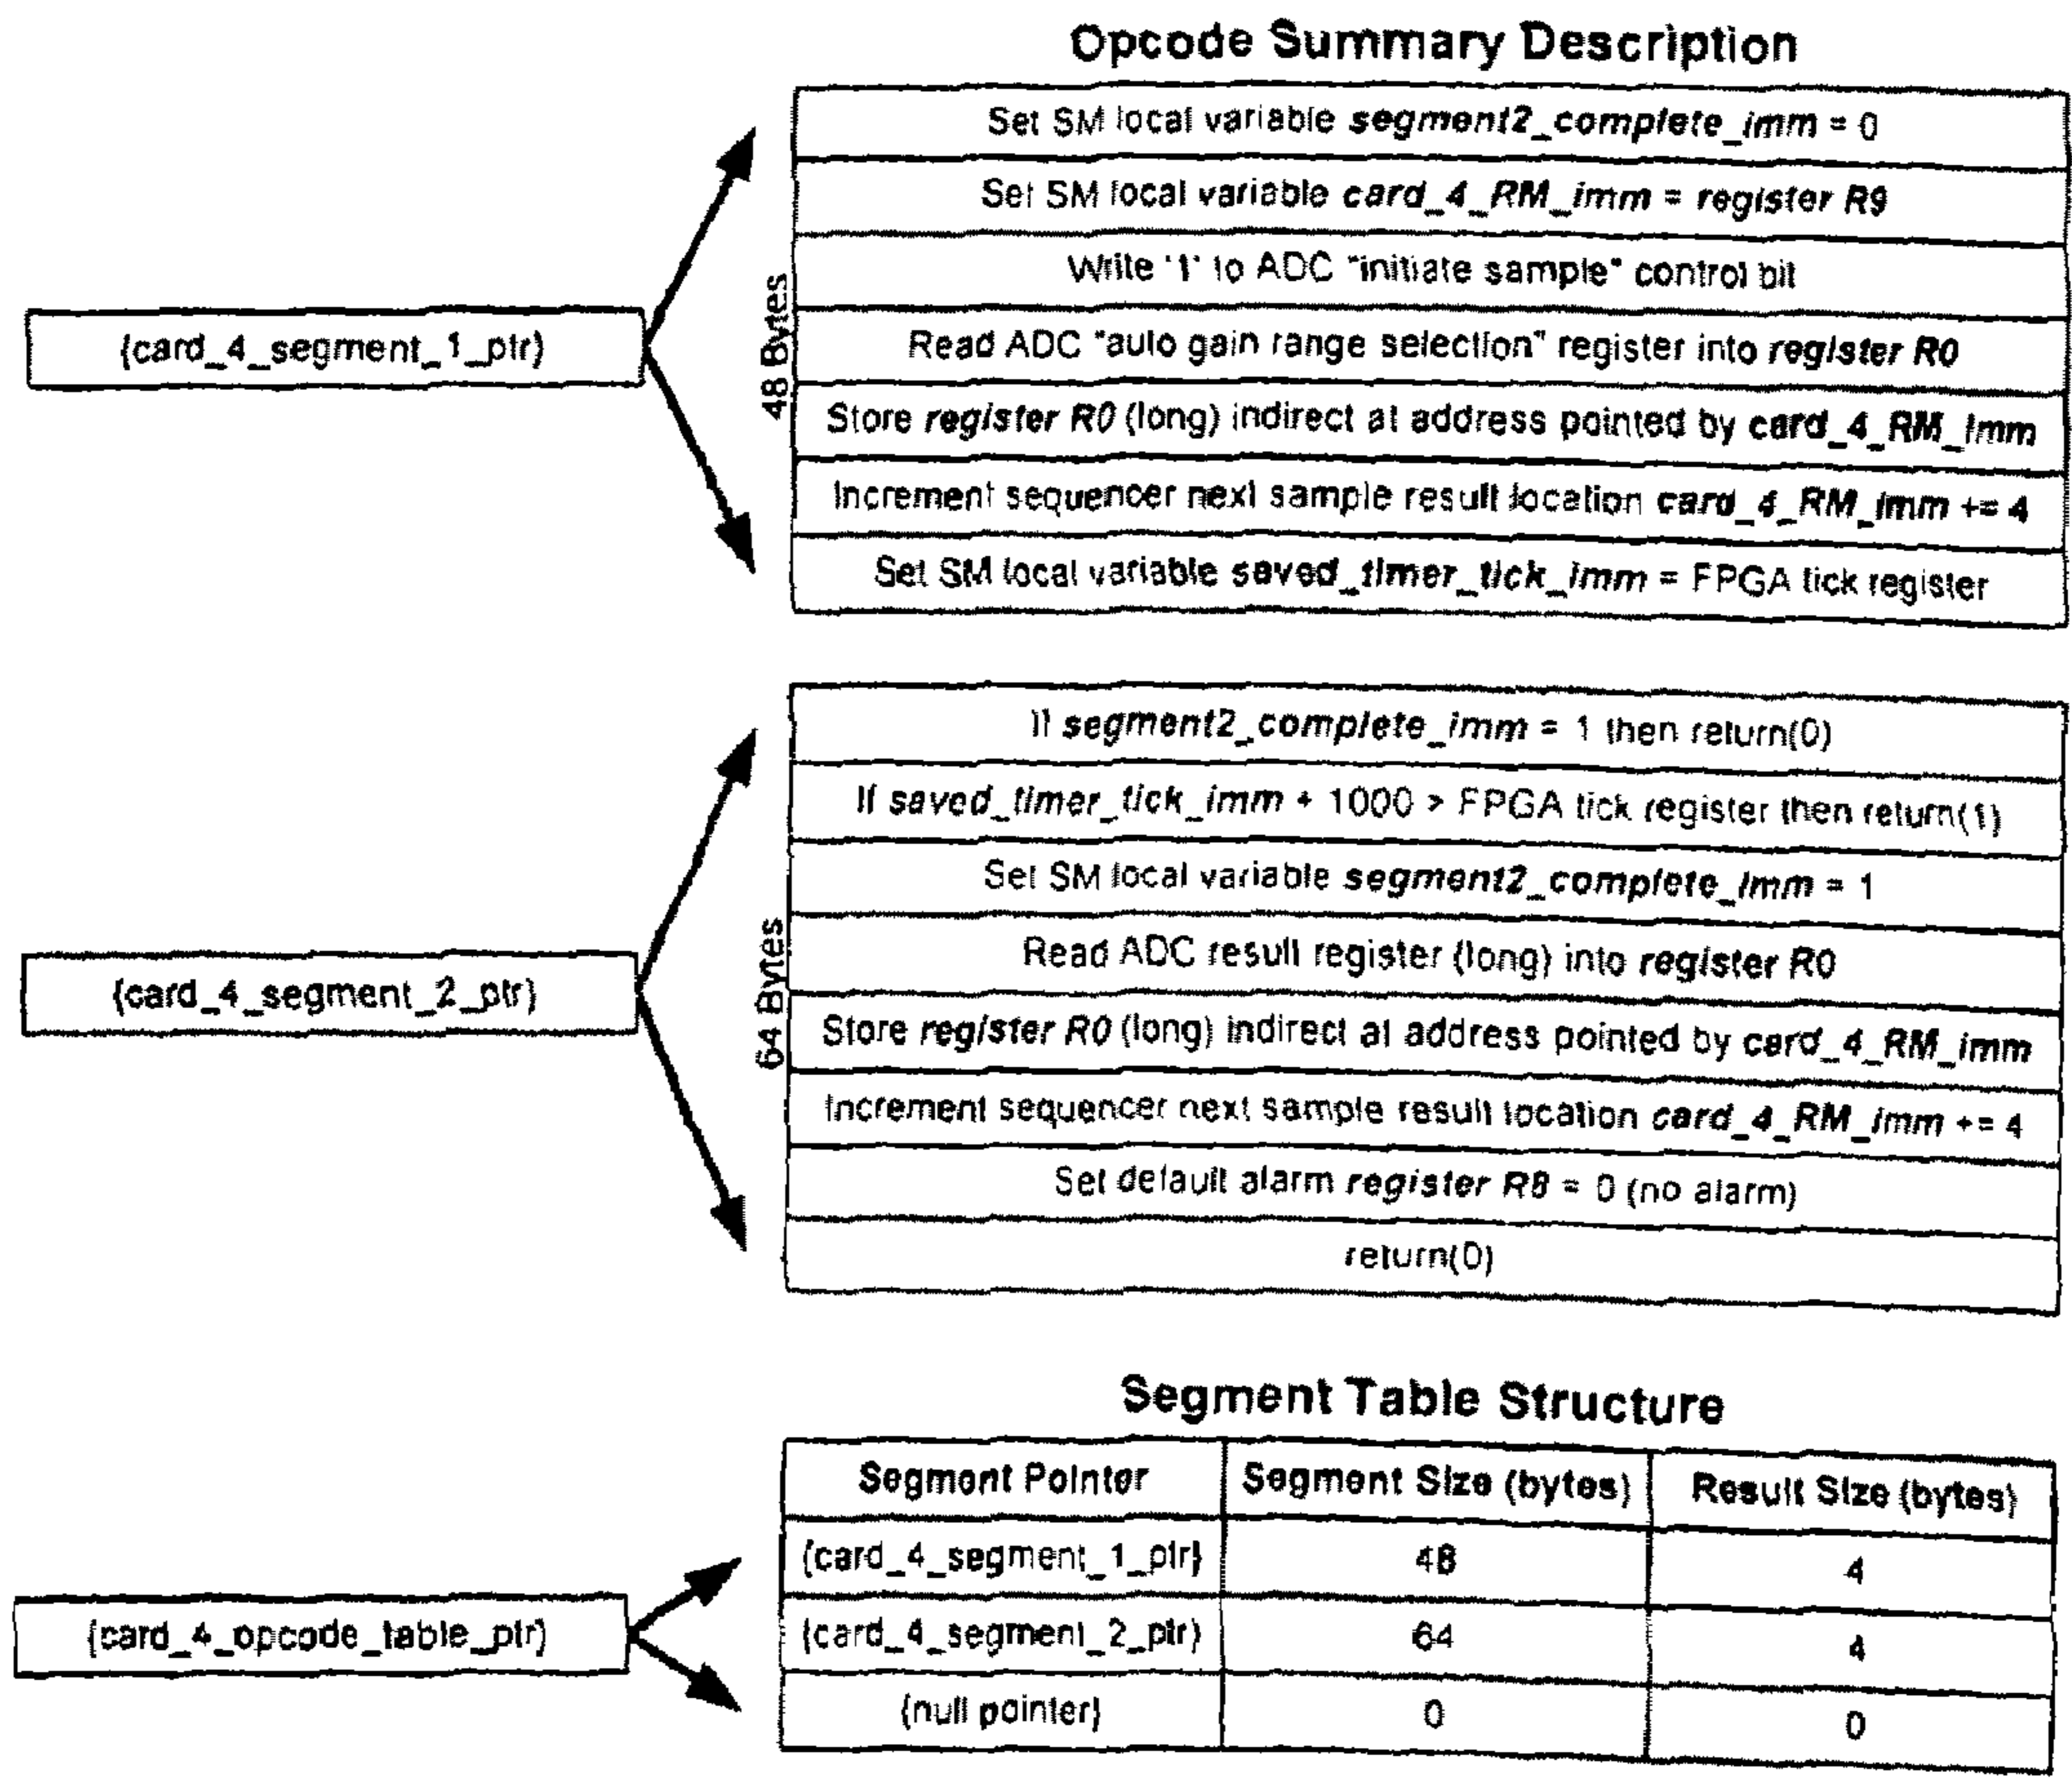 Opcode Summary Description
Set SM local variable segment2_complete_imm = 0
Set SM local variable card_4_RM_imm = register R9
Write '1' to ADC "initiate sample" control bit
{card_4_segment_1_ptr}
48 Bytes
Read ADC "auto gain range selection" register into register R0
Store register R0 (long) indirect at address pointed by card_4_RM_imm
Increment sequencer next sample result location card_4_RM_imm += 4
Set SM local variable saved_timer_tick_imm = FPGA tick register
If segment2_complete_imm = 1 then return(0)
If saved_timer_tick_imm + 1000 > FPGA tick register then return(1)
Set SM local variable segment2_complete_imm = 1
Read ADC result register (long) into register R0
{card_4_segment_2_ptr}
64 Bytes
Store register R0 (long) indirect at address pointed by card_4_RM_imm
Increment sequencer next sample result location card_4_RM_imm += 4
Set default alarm register R8 = 0 (no alarm)
return(0)
Segment Table Structure
Segment Pointer Segment Size (bytes) Result Size (bytes)
{card_4_segment_1_ptr} 48 4
{card_4_opcode_table_ptr}
{card_4_segment_2_ptr} 64 4
{null pointer} 0 0